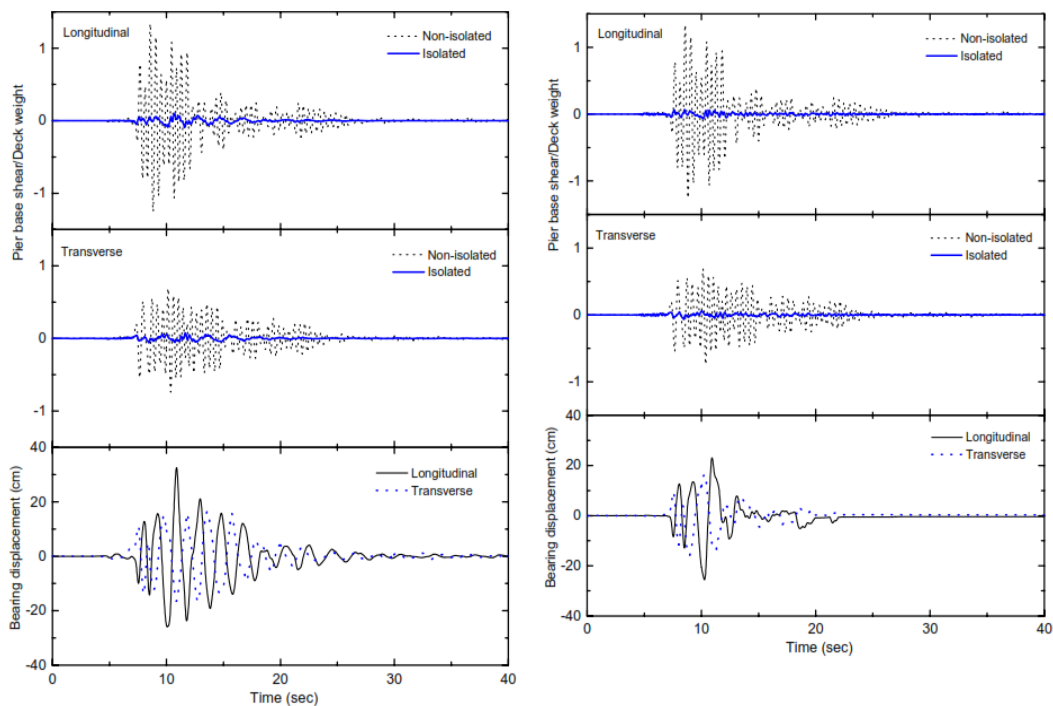 Longitudinal
Non-isolated
Isolated
1
0
-1
Transverse
Non-isolated
Isolated
1
0
-1
Pier base shear/Deck weight
40
20
0
-20
-40
Longitudinal
Transverse
Bearing displacement (cm)
0 10 20 30 40
Time (sec)
Longitudinal
Non-isolated
Isolated
1
0
-1
Transverse
Non-isolated
Isolated
1
0
-1
Pier base shear/Deck weight
40
20
0
-20
-40
Longitudinal
Transverse
Bearing displacement (cm)
0 10 20 30 40
Time (sec)